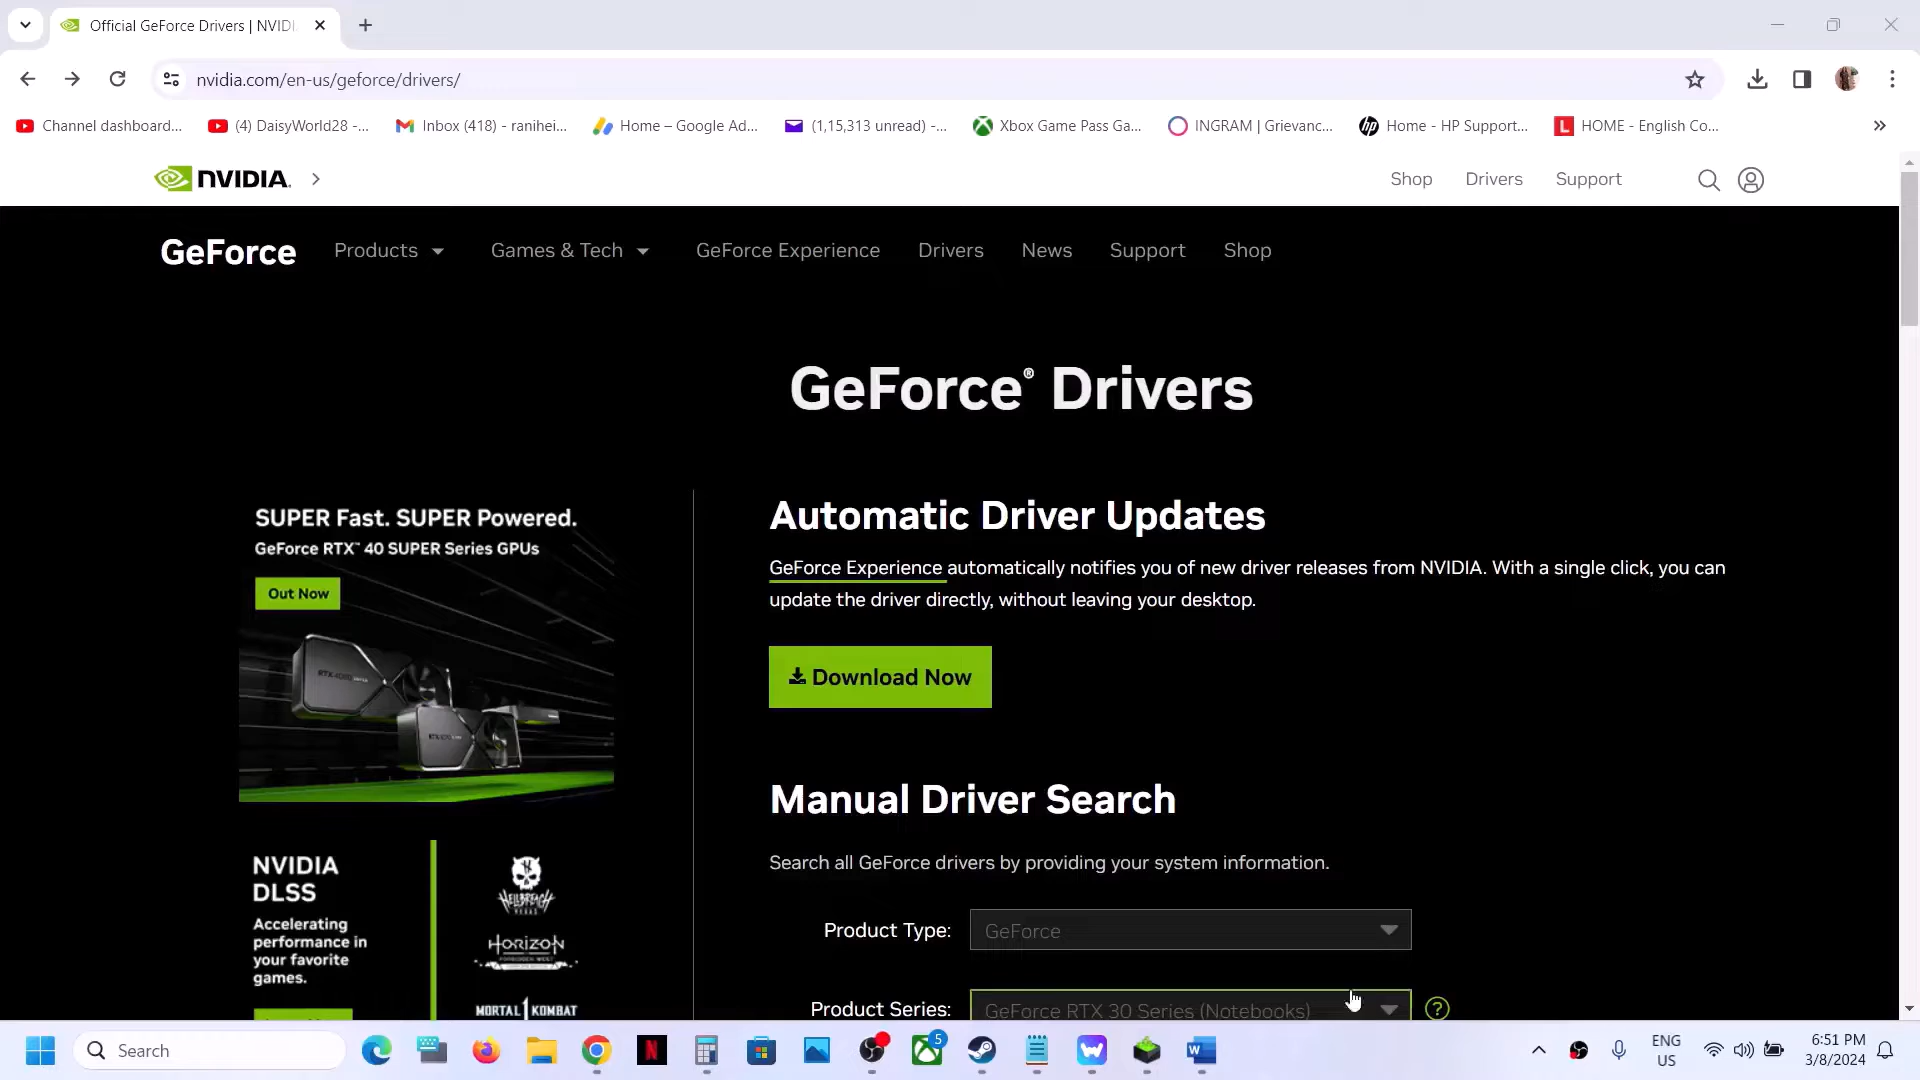 Official GeForce Drivers | NVIDI
nvidia.com/en-us/geforce/drivers/
Channel dashboard...
(4) DaisyWorld28 -...
Inbox (418) - ranihei...
Home – Google Ad...
(1,15,313 unread) -...
Xbox Game Pass Ga...
INGRAM | Grievanc...
hp
Home - HP Support...
L
HOME - English Co...
NVIDIA.
Shop
Drivers
Support
GeForce
Products
Games & Tech
GeForce Experience
Drivers
News
Support
Shop
GeForce® Drivers
SUPER Fast. SUPER Powered.
GeForce RTX™ 40 SUPER Series GPUs
Out Now
Automatic Driver Updates
GeForce Experience automatically notifies you of new driver releases from NVIDIA. With a single click, you can
update the driver directly, without leaving your desktop.
Download Now
Manual Driver Search
Search all GeForce drivers by providing your system information.
Product Type:
GeForce
Product Series:
GeForce RTX 30 Series (Notebooks)
?
NVIDIA
DLSS
Accelerating
performance in
your favorite
games.
HELLBREACH
VEGAS
HORIZON
MORTAL KOMBAT
1
Search
N
5
W
ENG
US
6:51 PM
3/8/2024